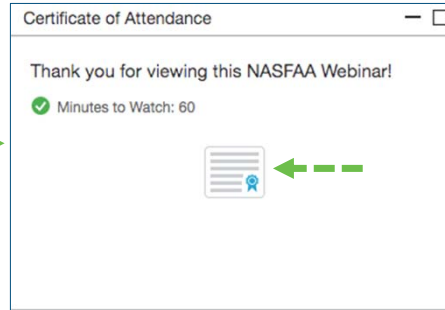 Certificate of Attendance
Thank you for viewing this NASFAA Webinar!
Minutes to Watch: 60